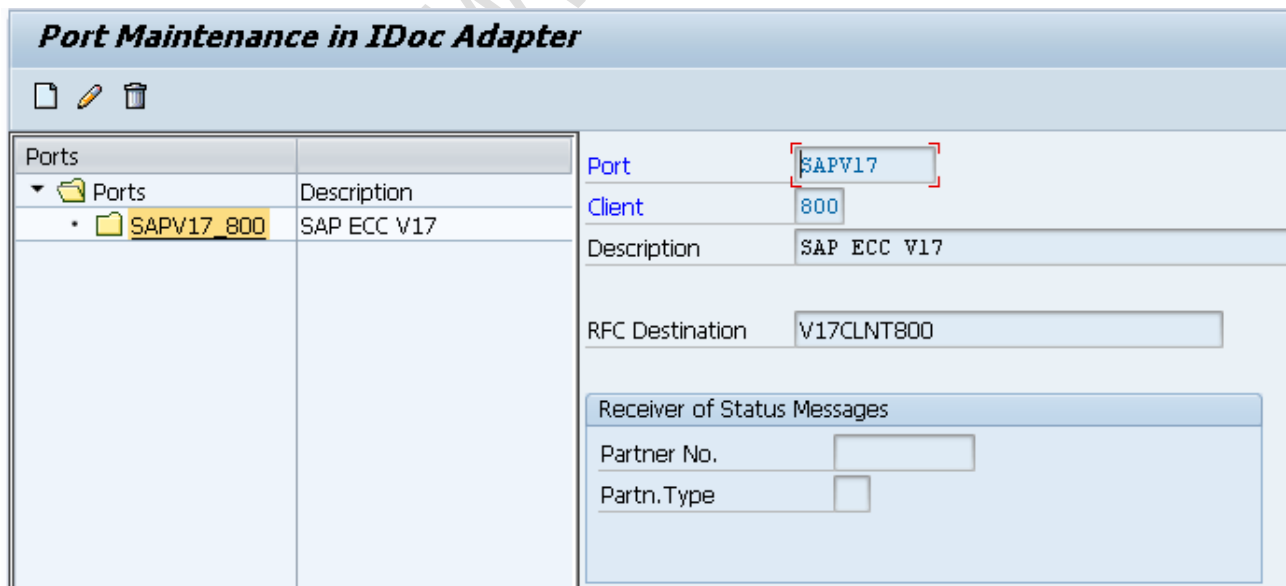 Port Maintenance in IDoc Adapter
Ports
Ports Description
SAPV17_800 SAP ECC V17
Port SAPV17
Client 800
Description SAP ECC V17
RFC Destination V17CLNT800
Receiver of Status Messages
Partner No.
Partn.Type